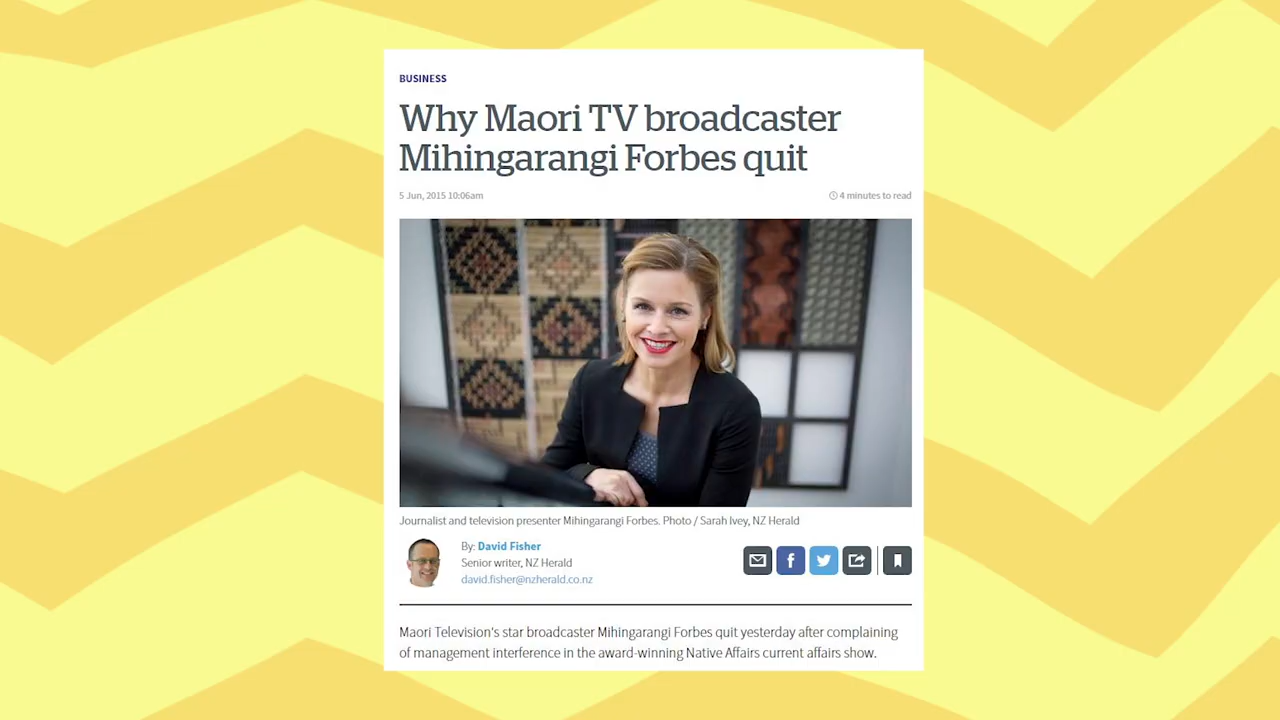 BUSINESS
Why Maori TV broadcaster
Mihingarangi Forbes quit
5 Jun, 2015 10:06am
4 minutes to read
Journalist and television presenter Mihingarangi Forbes. Photo / Sarah Ivey, NZ Herald
By: David Fisher
Senior writer, NZ Herald
david.fisher@nzherald.co.nz
Maori Television's star broadcaster Mihingarangi Forbes quit yesterday after complaining
of management interference in the award-winning Native Affairs current affairs show.